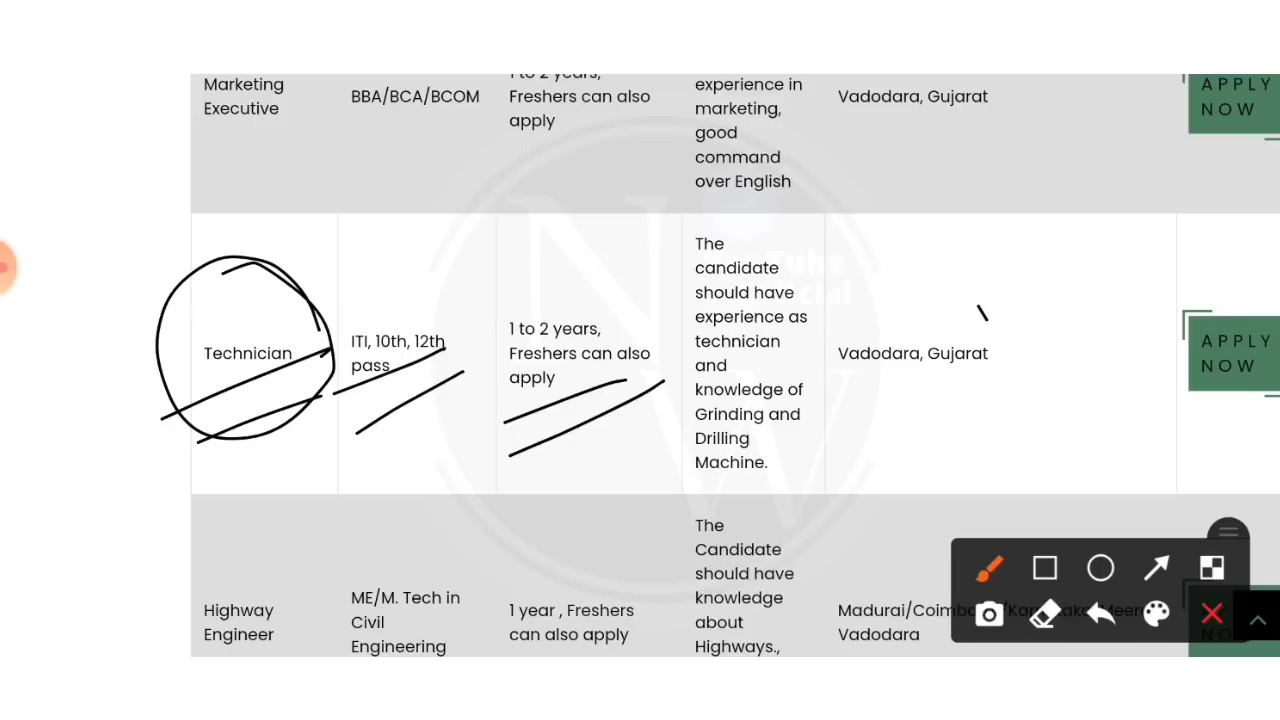 Marketing
Executive
BBA/BCA/BCOM
1 to 2 years,
Freshers can also
apply
experience in
marketing,
good
command
over English
Vadodara, Gujarat
APPLY
NOW
Technician
ITI, 10th, 12th
pass
1 to 2 years,
Freshers can also
apply
The
candidate
should have
experience as
technician
and
knowledge of
Grinding and
Drilling
Machine.
Vadodara, Gujarat
APPLY
NOW
Highway
Engineer
ME/M. Tech in
Civil
Engineering
1 year , Freshers
can also apply
The
Candidate
should have
knowledge
about
Highways.,
Madurai/
Vadodara
NW